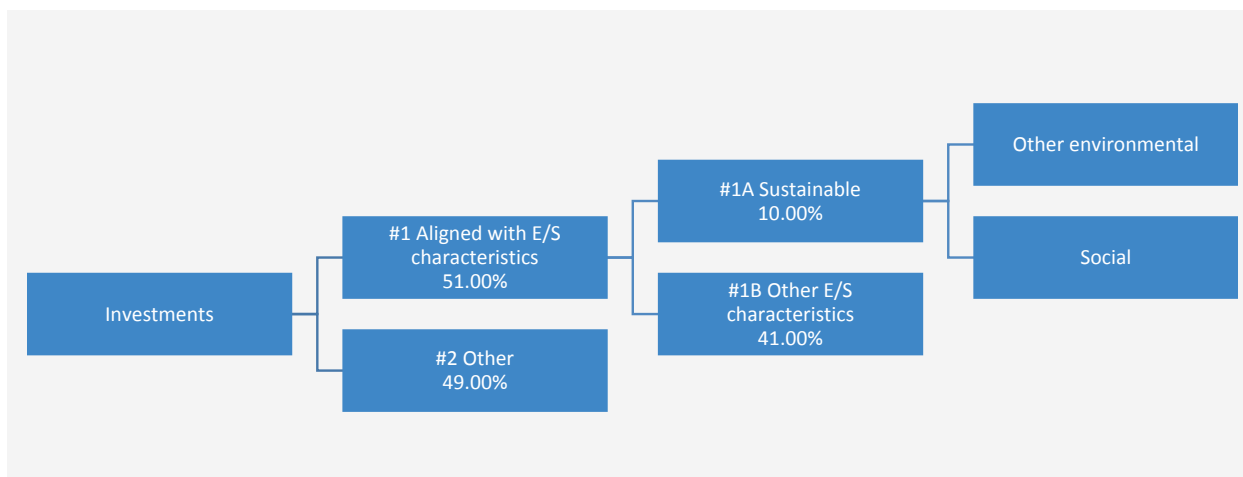 Investments
#1 Aligned with E/S
characteristics
51.00%
#2 Other
49.00%
#1A Sustainable
10.00%
#1B Other E/S
characteristics
41.00%
Other environmental
Social